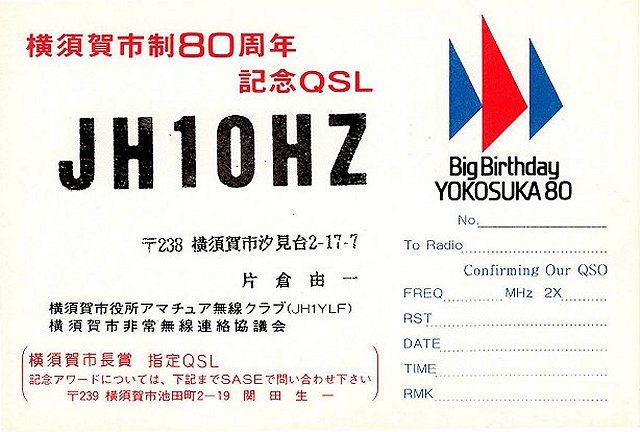 横須賀市制80周年
記念QSL
JH1OHZ
〒238 横須賀市汐見台2-17-7
片倉由一
横須賀市役所アマチュア無線クラブ(JH1YLF)
横須賀市非常無線連絡協議会
横須賀市長賞 指定QSL
記念アワードについては、下記までSASEで問い合わせ下さい
〒239 横須賀市池田町2-19 関田生一
Big Birthday
YOKOSUKA 80
No.
To Radio
Confirming Our QSO
FREQ MHz 2X
RST
DATE
TIME
RMK